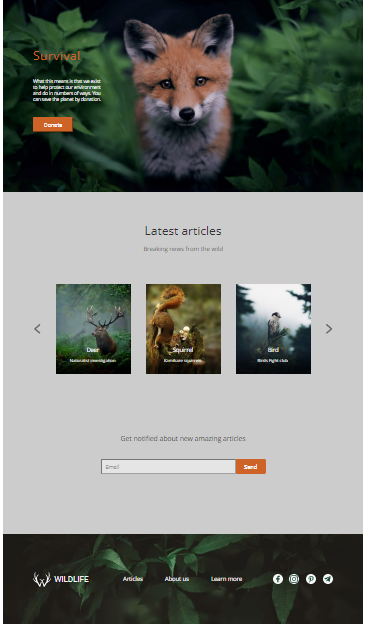 Survival
What this means is that we exist
to help protect our environment
and do in numbers of ways. You
can save the planet by donation.
Donate
Latest articles
Breaking news from the wild
Deer
Naturalist investigation
Squirrel
Kamikaze squirrels
Bird
Birds Fight club
Get notified about new amazing articles
Email
Send
WILDLIFE
Articles
About us
Learn more